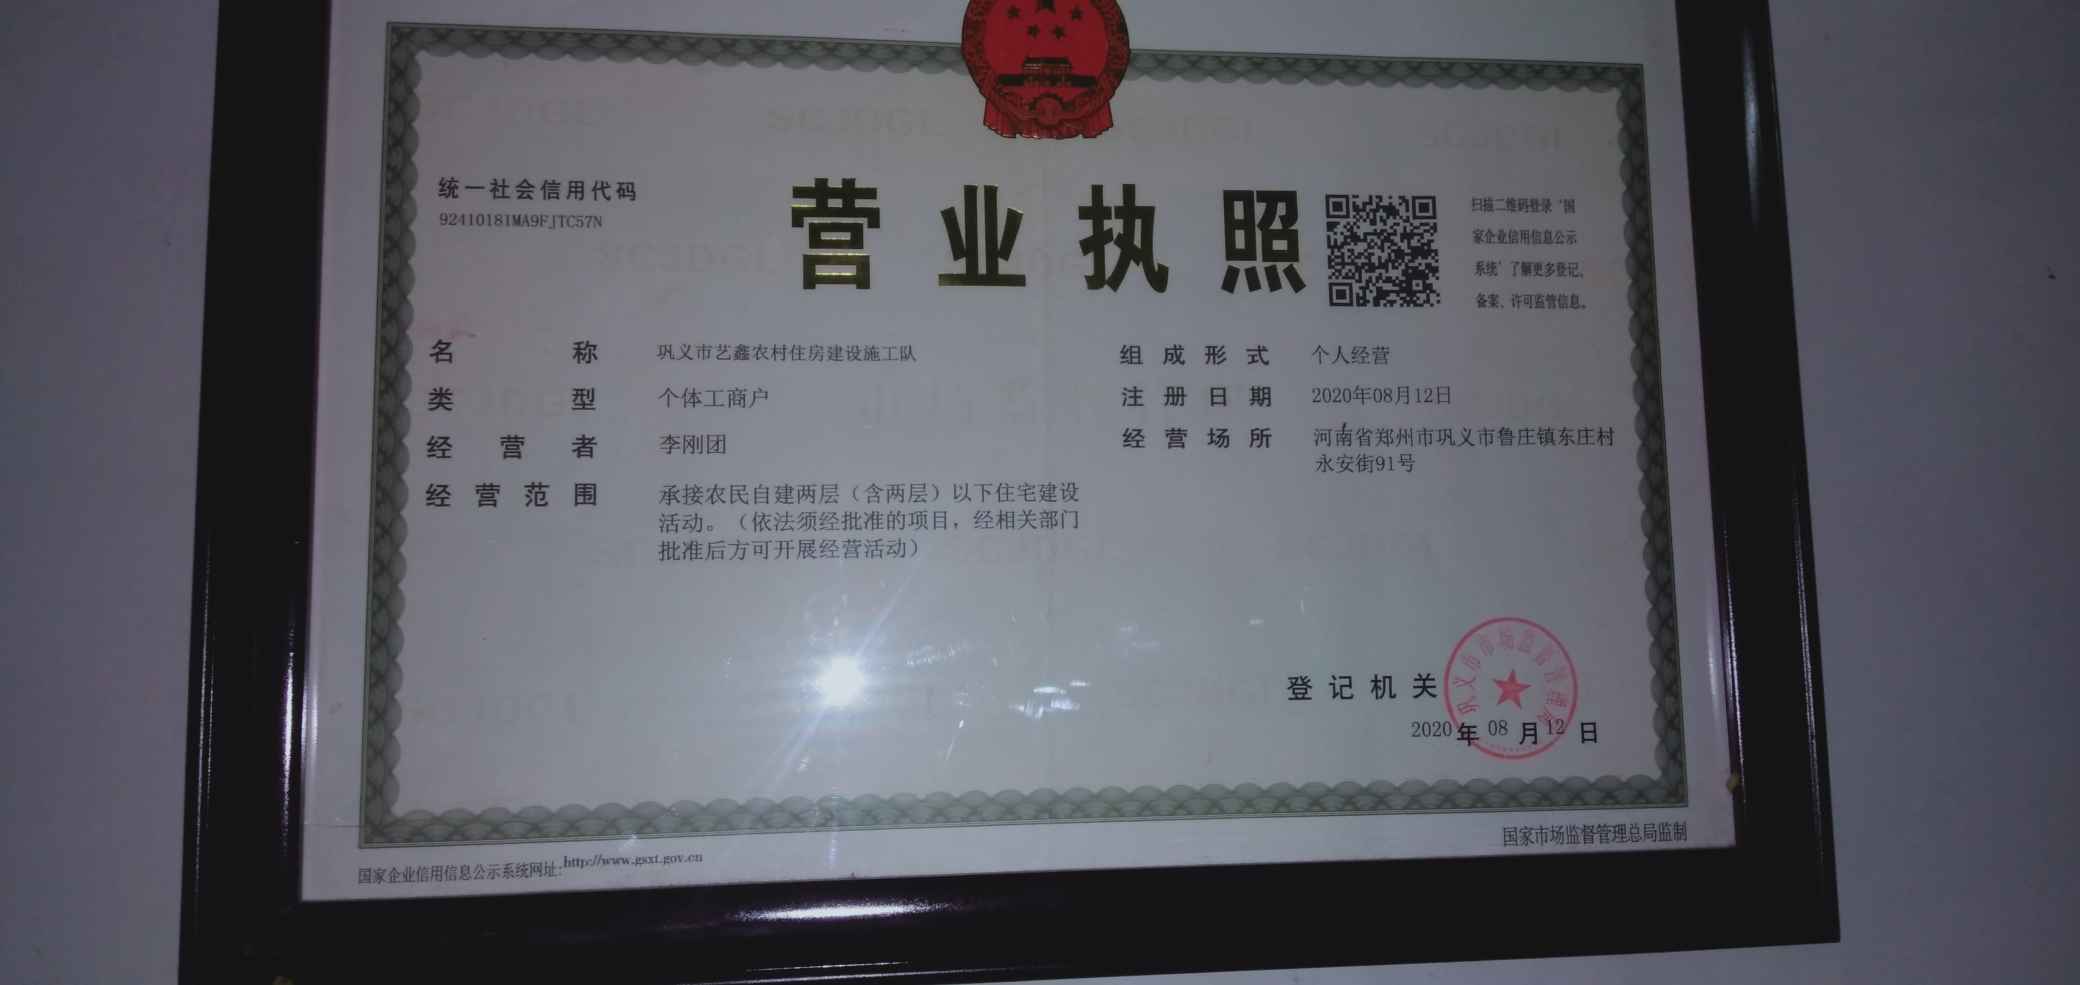 统一社会信用代码
92410181MA9FJTC57N
营业执照
扫描二维码登录‘国
家企业信用信息公示
系统’了解更多登记、
备案、许可监管信息。
名称 巩义市艺鑫农村住房建设施工队
类型 个体工商户
经营者 李刚团
经营范围 承接农民自建两层（含两层）以下住宅建设
活动。（依法须经批准的项目，经相关部门
批准后方可开展经营活动）
组成形式 个人经营
注册日期 2020年08月12日
经营场所 河南省郑州市巩义市鲁庄镇东庄村
永安街91号
登记机关
巩义市市场监督管理局
2020年08月12日
国家企业信用信息公示系统网址:http://www.gsxt.gov.cn
国家市场监督管理总局监制